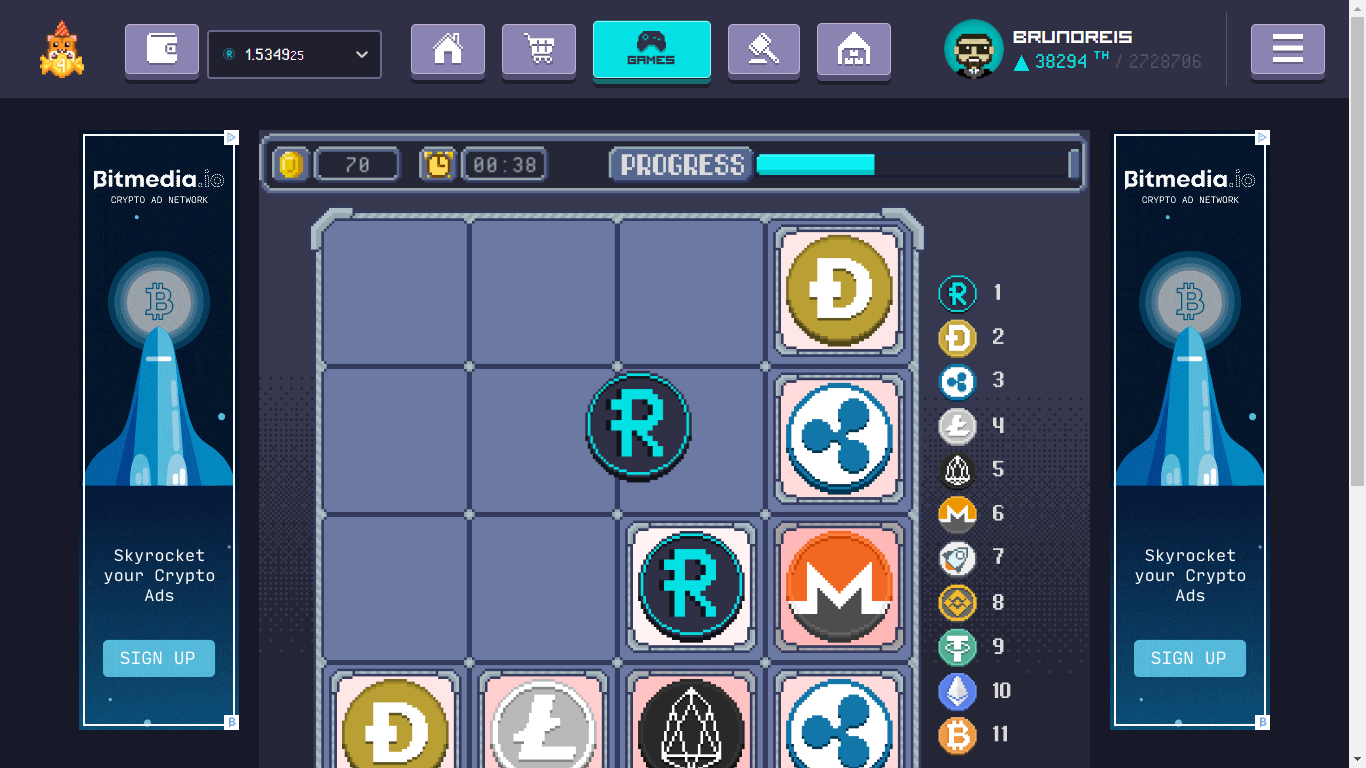 1.534925
GAMES
BRUNOREIS
38294 TH / 2728706
Bitmedia.io
CRYPTO AD NETWORK
Skyrocket
your Crypto
Ads
SIGN UP
B
70
00:38
PROGRESS
1
2
3
4
5
6
7
8
9
10
11
Bitmedia.io
CRYPTO AD NETWORK
Skyrocket
your Crypto
Ads
SIGN UP
B